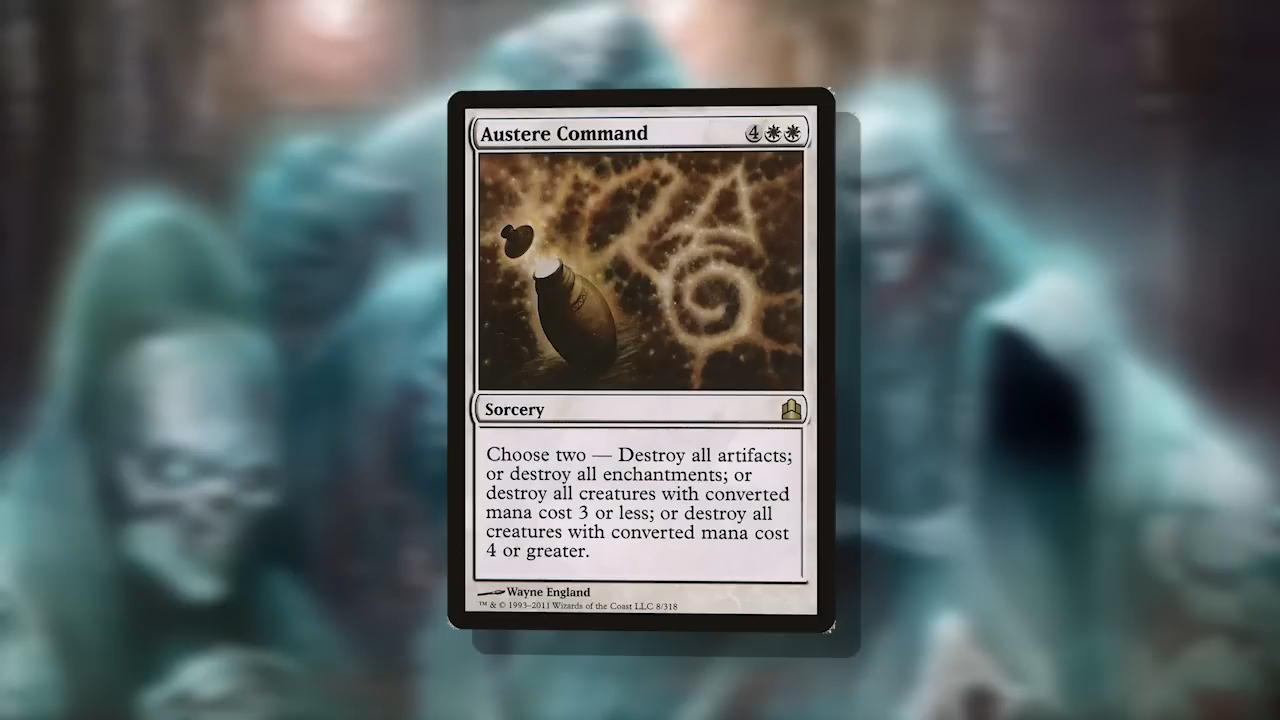 Austere Command 4
Sorcery
Choose two — Destroy all artifacts;
or destroy all enchantments; or
destroy all creatures with converted
mana cost 3 or less; or destroy all
creatures with converted mana cost
4 or greater.
Wayne England
™ & © 1993–2011 Wizards of the Coast LLC 8/318